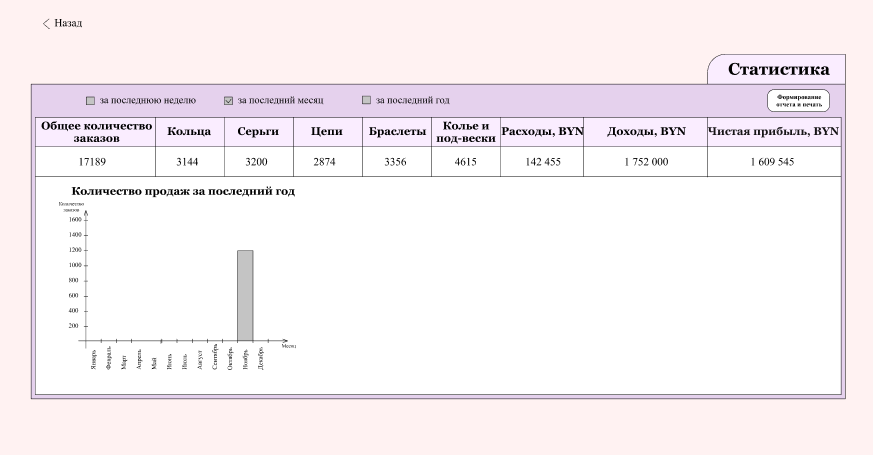 Назад
Статистика
за последнюю неделю
за последний месяц
за последний год
Формирование
отчета и печать
Общее количество
заказов
Кольца
Серьги
Цепи
Браслеты
Колье и
под-вески
Расходы, BYN
Доходы, BYN
Чистая прибыль, BYN
17189
3144
3200
2874
3356
4615
142 455
1 752 000
1 609 545
Количество продаж за последний год
Количество
заказов
1600
1400
1200
1000
800
600
400
200
Месяц
Январь
Февраль
Март
Апрель
Май
Июнь
Июль
Август
Сентябрь
Октябрь
Ноябрь
Декабрь